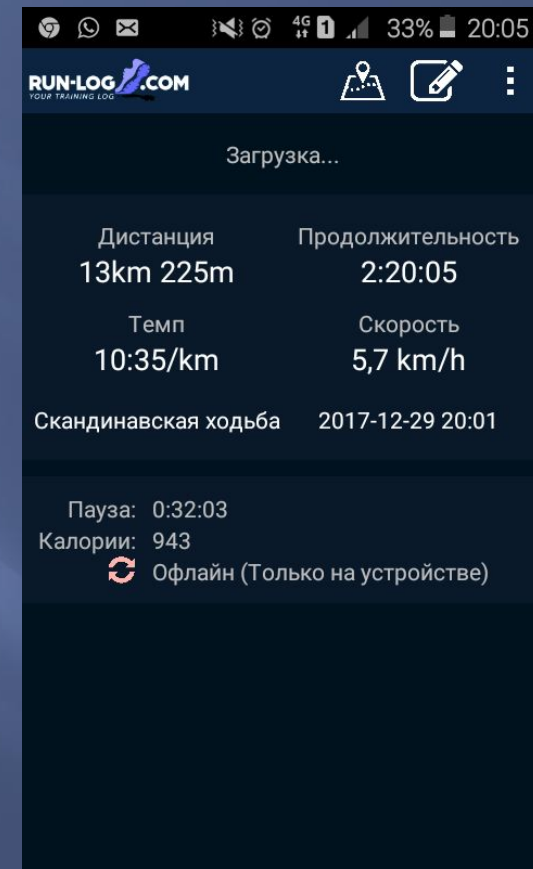 4G 1 33% 20:05
RUN-LOG.COM
YOUR TRAINING LOG
Загрузка...
Дистанция Продолжительность
13km 225m 2:20:05
Темп Скорость
10:35/km 5,7 km/h
Скандинавская ходьба 2017-12-29 20:01
Пауза: 0:32:03
Калории: 943
Офлайн (Только на устройстве)